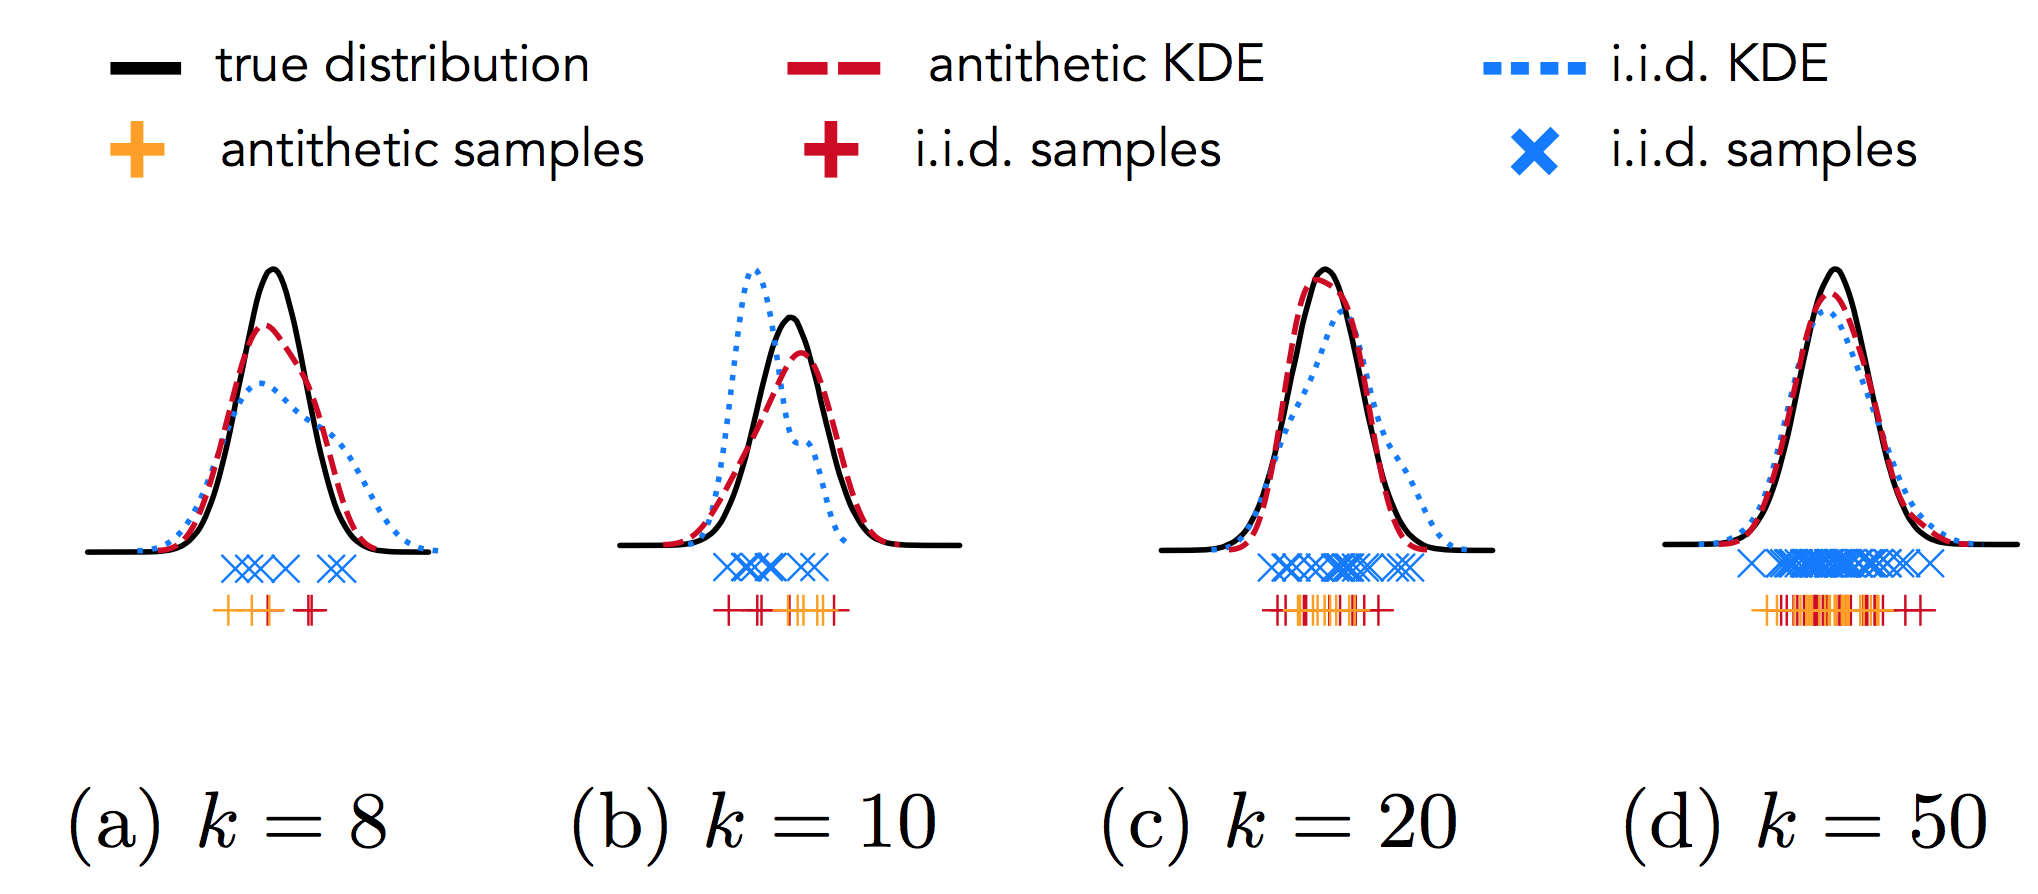 true distribution antithetic KDE i.i.d. KDE
antithetic samples i.i.d. samples i.i.d. samples
(a) k = 8 (b) k = 10 (c) k = 20 (d) k = 50